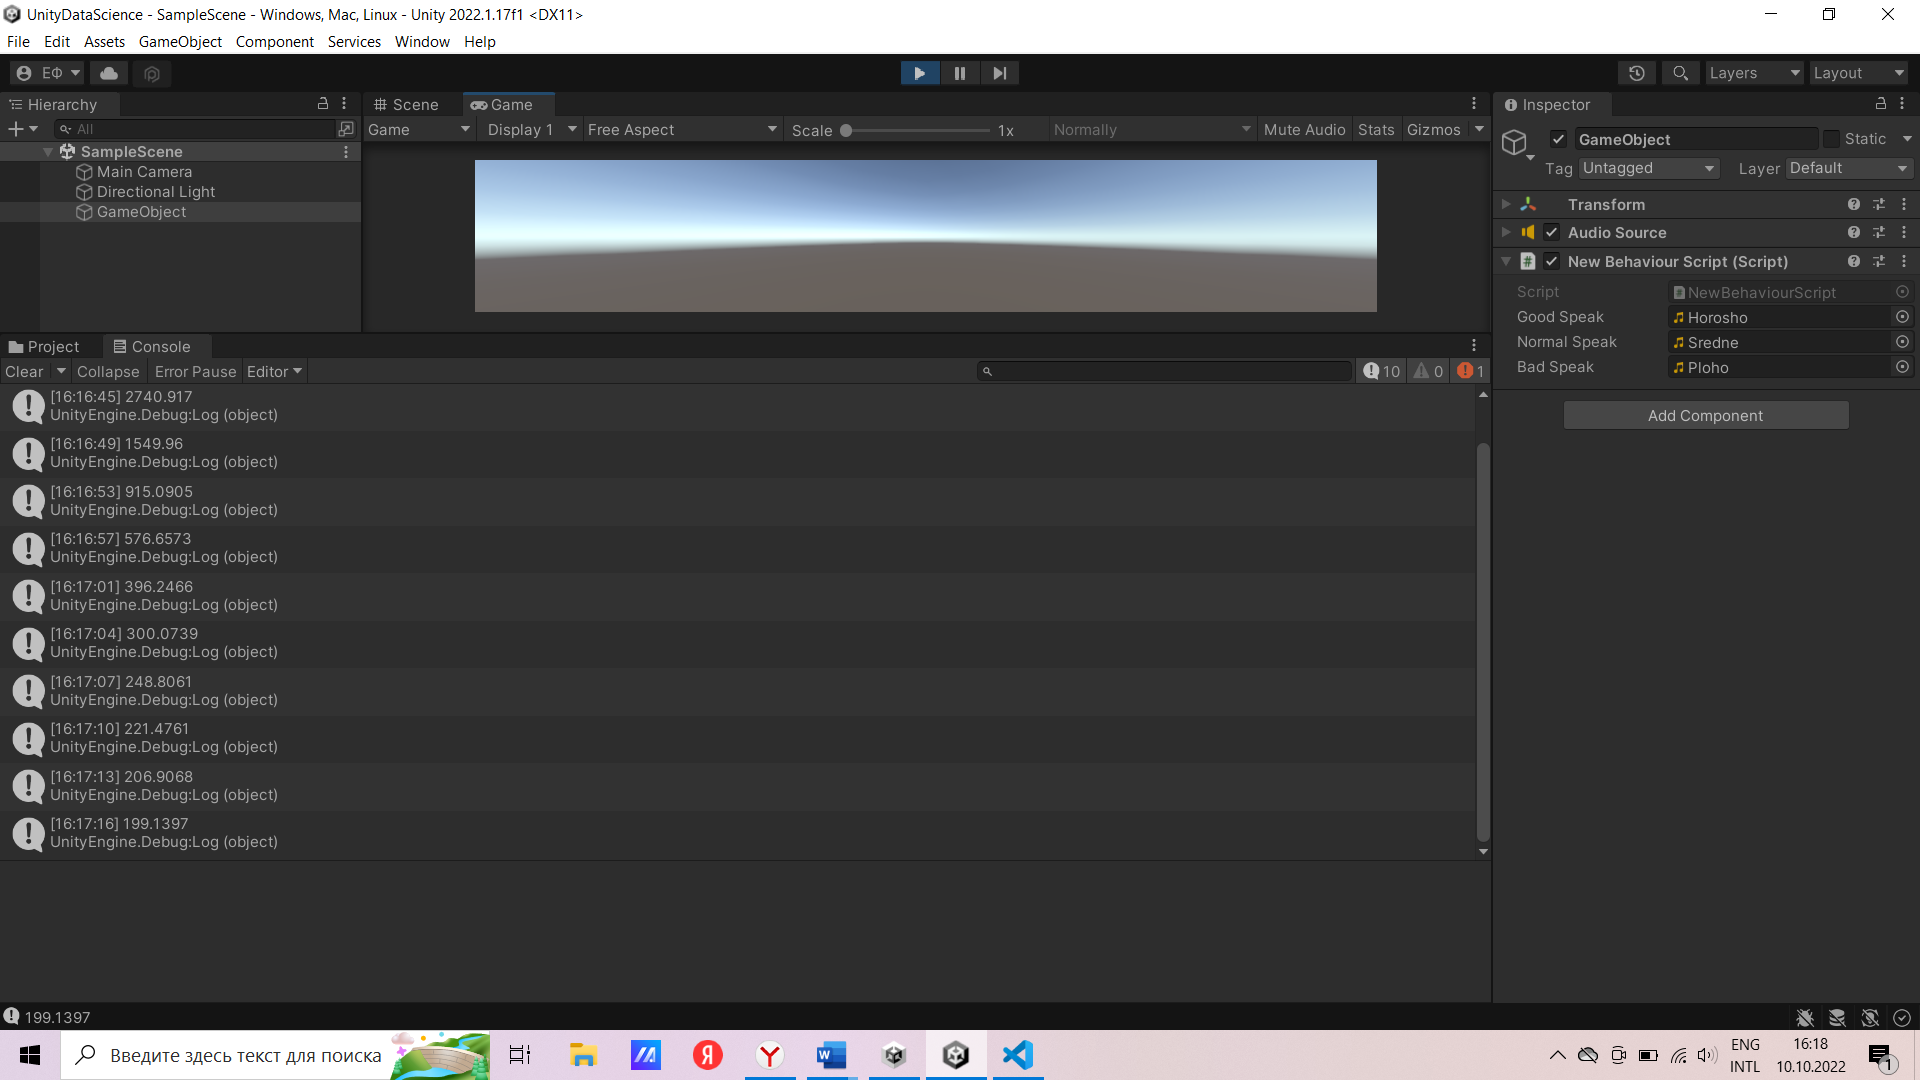 UnityDataScience - SampleScene - Windows, Mac, Linux - Unity 2022.1.17f1 <DX11>
File Edit Assets GameObject Component Services Window Help
ЕФ Layers Layout
Hierarchy
All
SampleScene
Main Camera
Directional Light
GameObject
Scene Game
Game Display 1 Free Aspect Scale 1x Normally Mute Audio Stats Gizmos
Inspector
GameObject Static
Tag Untagged Layer Default
Transform
Audio Source
New Behaviour Script (Script)
Script NewBehaviourScript
Good Speak Horosho
Normal Speak Sredne
Bad Speak Ploho
Add Component
Project Console
Clear Collapse Error Pause Editor 10 0 1
[16:16:45] 2740.917
UnityEngine.Debug:Log (object)
[16:16:49] 1549.96
UnityEngine.Debug:Log (object)
[16:16:53] 915.0905
UnityEngine.Debug:Log (object)
[16:16:57] 576.6573
UnityEngine.Debug:Log (object)
[16:17:01] 396.2466
UnityEngine.Debug:Log (object)
[16:17:04] 300.0739
UnityEngine.Debug:Log (object)
[16:17:07] 248.8061
UnityEngine.Debug:Log (object)
[16:17:10] 221.4761
UnityEngine.Debug:Log (object)
[16:17:13] 206.9068
UnityEngine.Debug:Log (object)
[16:17:16] 199.1397
UnityEngine.Debug:Log (object)
199.1397
Введите здесь текст для поиска
ENG
INTL
16:18
10.10.2022
1